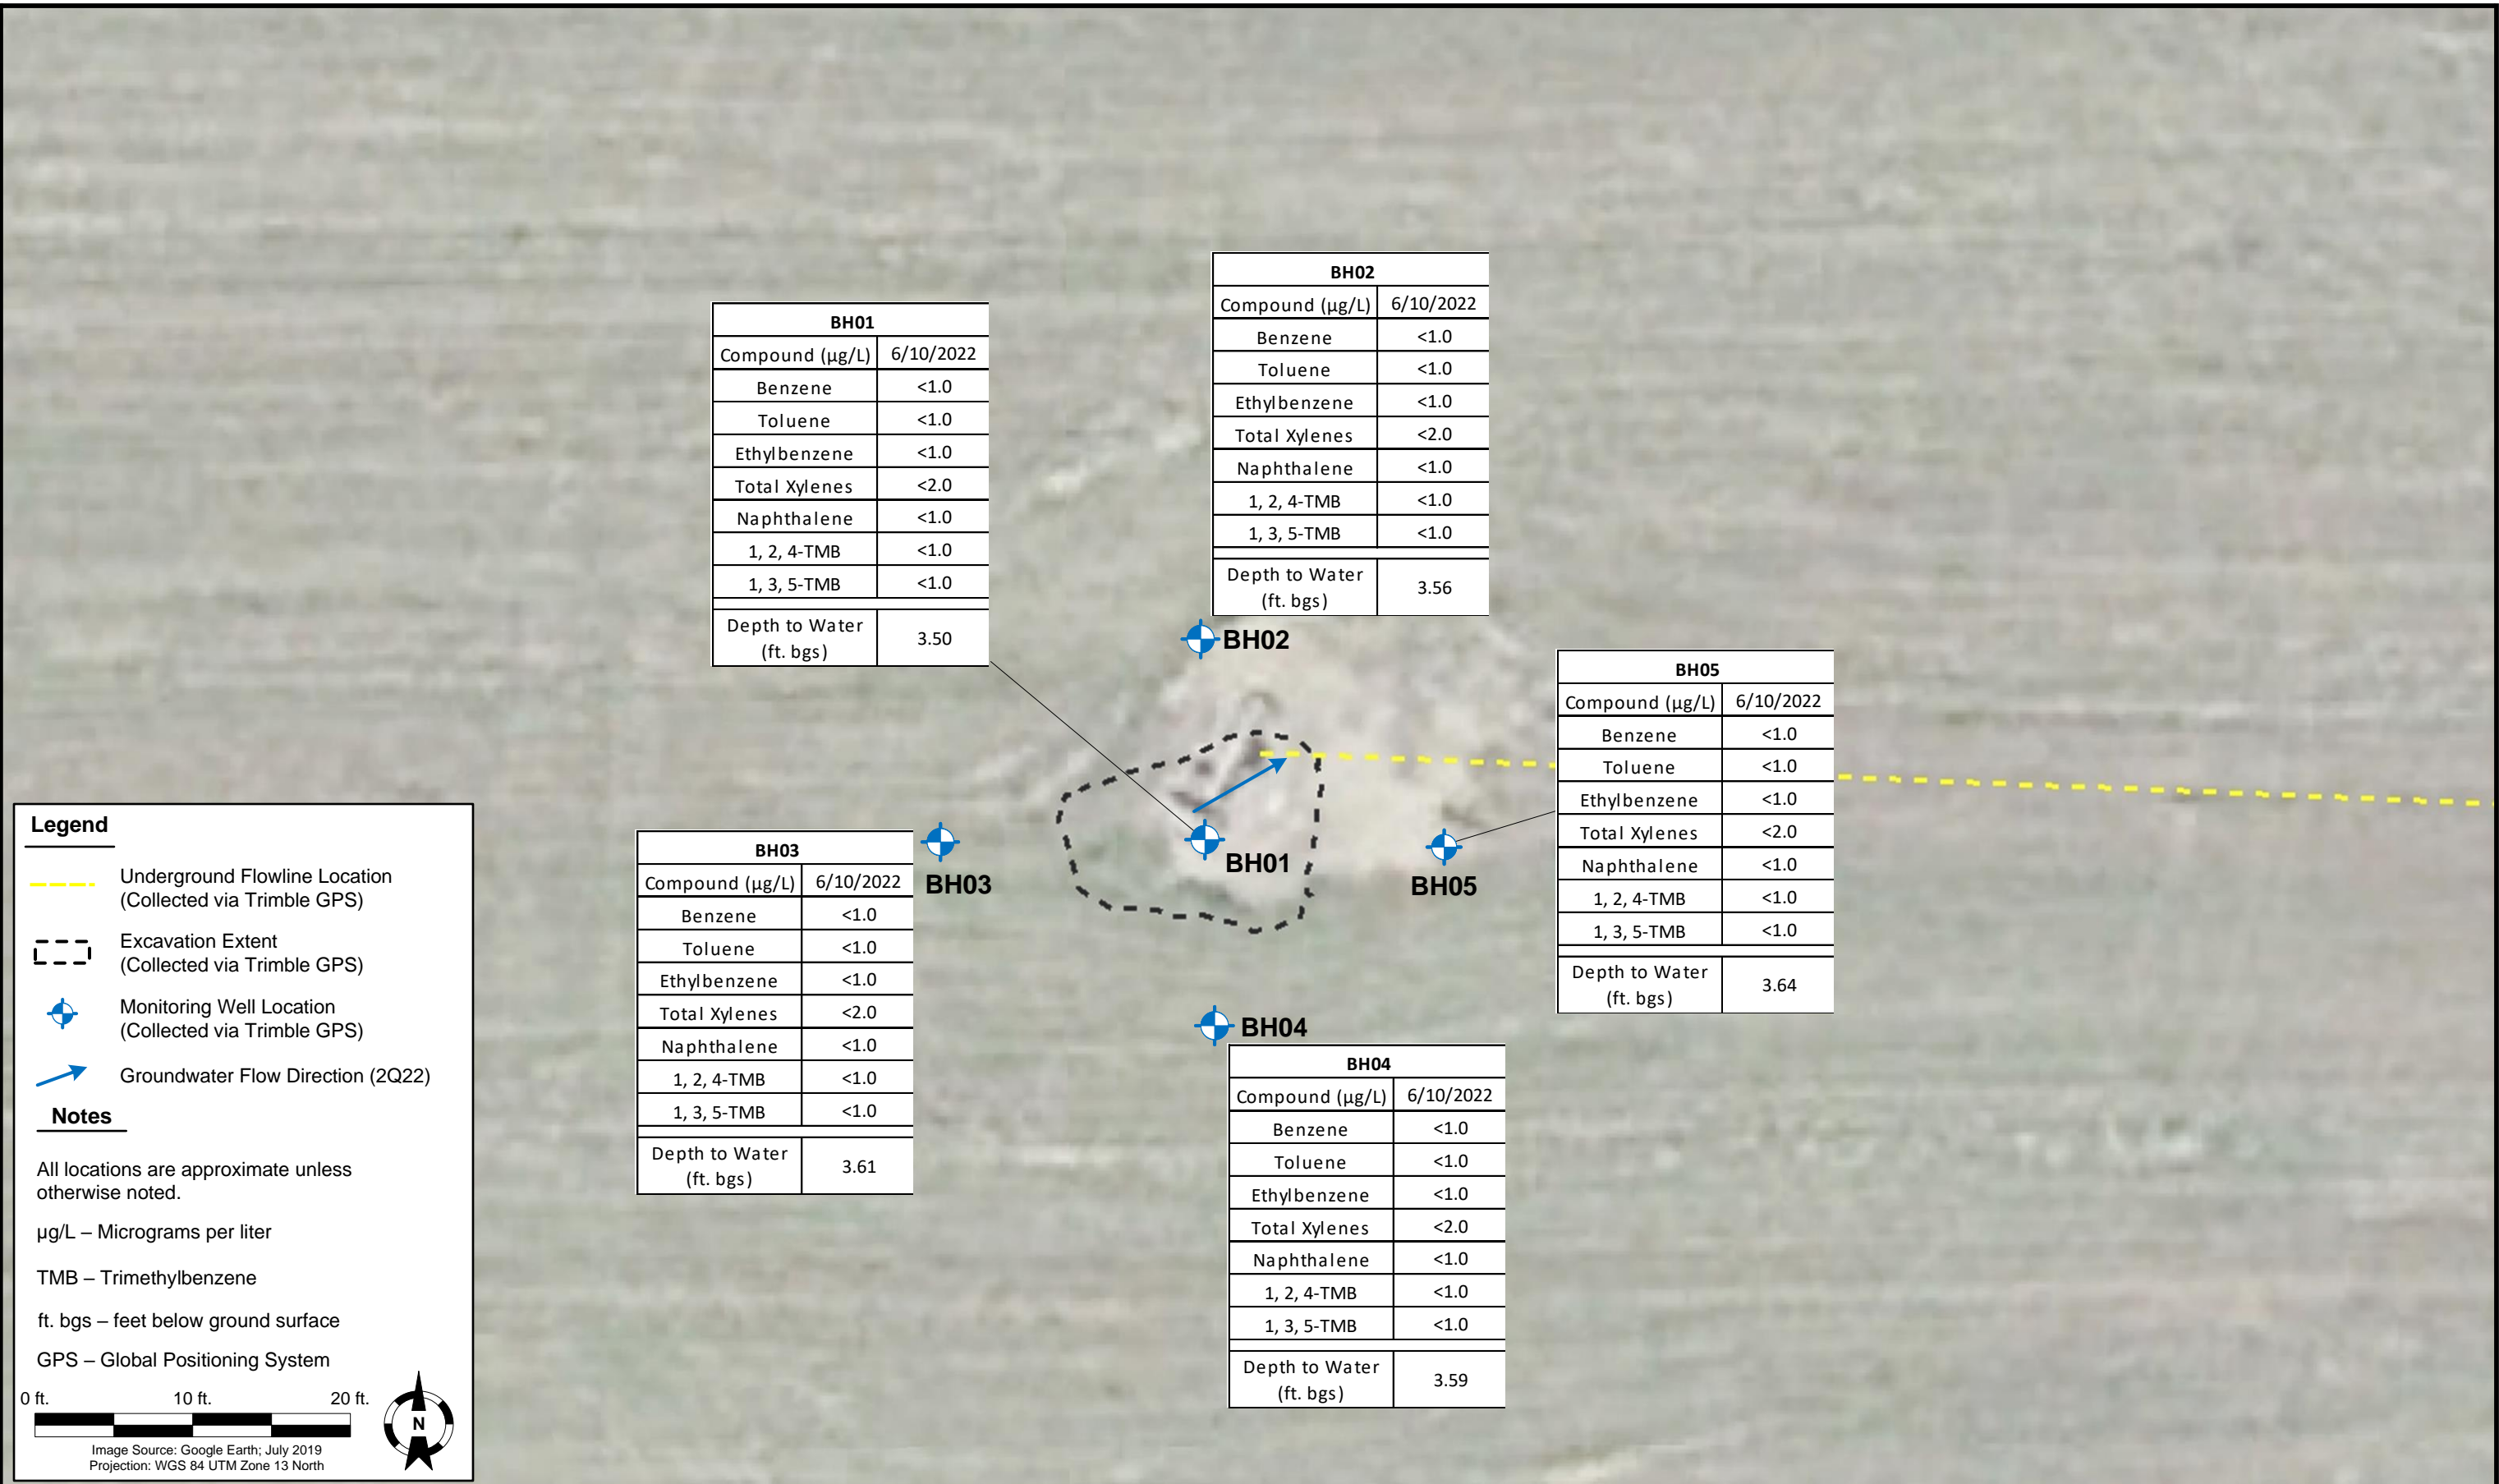 BH01
Compound (µg/L) 6/10/2022
Benzene <1.0
Toluene <1.0
Ethylbenzene <1.0
Total Xylenes <2.0
Naphthalene <1.0
1, 2, 4-TMB <1.0
1, 3, 5-TMB <1.0
Depth to Water
(ft. bgs) 3.50
BH02
Compound (µg/L) 6/10/2022
Benzene <1.0
Toluene <1.0
Ethylbenzene <1.0
Total Xylenes <2.0
Naphthalene <1.0
1, 2, 4-TMB <1.0
1, 3, 5-TMB <1.0
Depth to Water
(ft. bgs) 3.56
BH02
BH05
Compound (µg/L) 6/10/2022
Benzene <1.0
Toluene <1.0
Ethylbenzene <1.0
Total Xylenes <2.0
Naphthalene <1.0
1, 2, 4-TMB <1.0
1, 3, 5-TMB <1.0
Depth to Water
(ft. bgs) 3.64
BH03
Compound (µg/L) 6/10/2022
Benzene <1.0
Toluene <1.0
Ethylbenzene <1.0
Total Xylenes <2.0
Naphthalene <1.0
1, 2, 4-TMB <1.0
1, 3, 5-TMB <1.0
Depth to Water
(ft. bgs) 3.61
BH03
BH01
BH05
BH04
BH04
Compound (µg/L) 6/10/2022
Benzene <1.0
Toluene <1.0
Ethylbenzene <1.0
Total Xylenes <2.0
Naphthalene <1.0
1, 2, 4-TMB <1.0
1, 3, 5-TMB <1.0
Depth to Water
(ft. bgs) 3.59
Legend
Underground Flowline Location
(Collected via Trimble GPS)
Excavation Extent
(Collected via Trimble GPS)
Monitoring Well Location
(Collected via Trimble GPS)
Groundwater Flow Direction (2Q22)
Notes
All locations are approximate unless
otherwise noted.
µg/L – Micrograms per liter
TMB – Trimethylbenzene
ft. bgs – feet below ground surface
GPS – Global Positioning System
0 ft. 10 ft. 20 ft.
N
Image Source: Google Earth; July 2019
Projection: WGS 84 UTM Zone 13 North